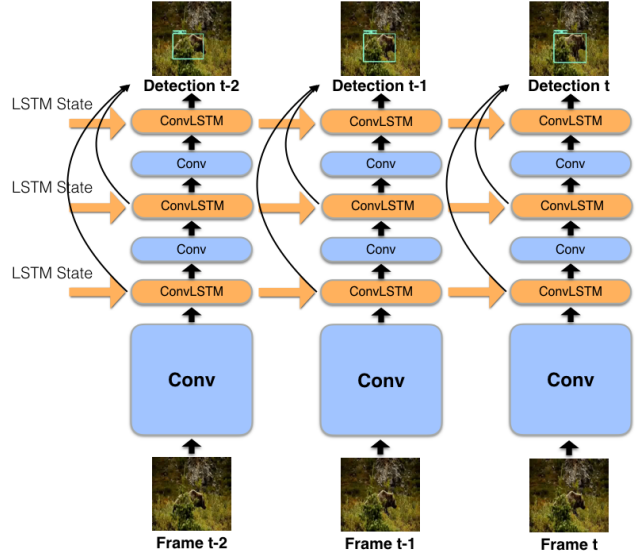 Detection t-2 Detection t-1 Detection t
LSTM State
ConvLSTM ConvLSTM ConvLSTM
Conv Conv Conv
LSTM State
ConvLSTM ConvLSTM ConvLSTM
Conv Conv Conv
LSTM State
ConvLSTM ConvLSTM ConvLSTM
Conv Conv Conv
Frame t-2 Frame t-1 Frame t